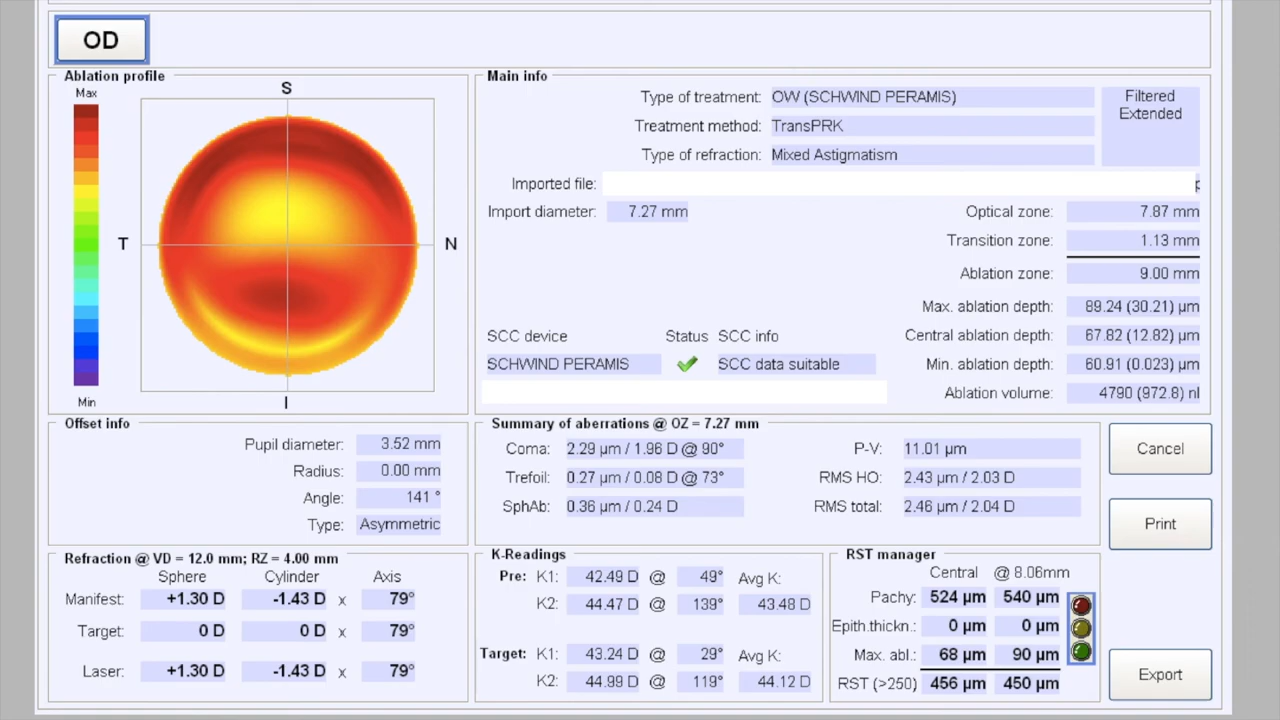 OD
Ablation profile
Max
S
T
N
I
Min
Main info
Type of treatment: OW (SCHWIND PERAMIS)
Treatment method: TransPRK
Type of refraction: Mixed Astigmatism
Filtered
Extended
Imported file:
Import diameter: 7.27 mm
Optical zone: 7.87 mm
Transition zone: 1.13 mm
Ablation zone: 9.00 mm
Max. ablation depth: 89.24 (30.21) µm
SCC device Status SCC info
Central ablation depth: 67.82 (12.82) µm
SCHWIND PERAMIS SCC data suitable
Min. ablation depth: 60.91 (0.023) µm
Ablation volume: 4790 (972.8) nl
Offset info
Pupil diameter: 3.52 mm
Radius: 0.00 mm
Angle: 141 °
Type: Asymmetric
Summary of aberrations @ OZ = 7.27 mm
Coma: 2.29 µm / 1.96 D @ 90° P-V: 11.01 µm
Trefoil: 0.27 µm / 0.08 D @ 73° RMS HO: 2.43 µm / 2.03 D
SphAb: 0.36 µm / 0.24 D RMS total: 2.46 µm / 2.04 D
Cancel
Print
Refraction @ VD = 12.0 mm; RZ = 4.00 mm
Sphere Cylinder Axis
Manifest: +1.30 D -1.43 D x 79°
Target: 0 D 0 D x 79°
Laser: +1.30 D -1.43 D x 79°
K-Readings
Pre: K1: 42.49 D @ 49° Avg K:
K2: 44.47 D @ 139° 43.48 D
Target: K1: 43.24 D @ 29° Avg K:
K2: 44.99 D @ 119° 44.12 D
RST manager
Central @ 8.06mm
Pachy: 524 µm 540 µm
Epith.thickn.: 0 µm 0 µm
Max. abl.: 68 µm 90 µm
RST (>250) 456 µm 450 µm
Export